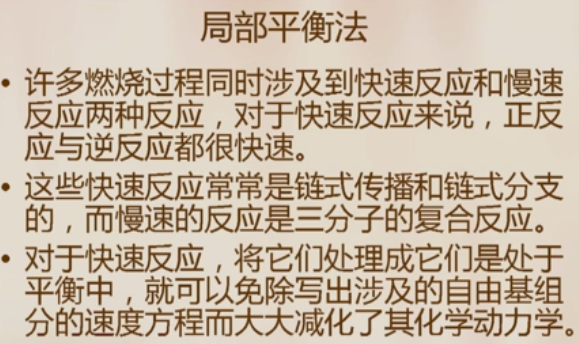 局部平衡法
• 许多燃烧过程同时涉及到快速反应和慢速
反应两种反应，对于快速反应来说，正反
应与逆反应都很快速。
• 这些快速反应常常是链式传播和链式分支
的，而慢速的反应是三分子的复合反应。
• 对于快速反应，将它们处理成它们是处于
平衡中，就可以免除写出涉及的自由基组
分的速度方程而大大减化了其化学动力学。